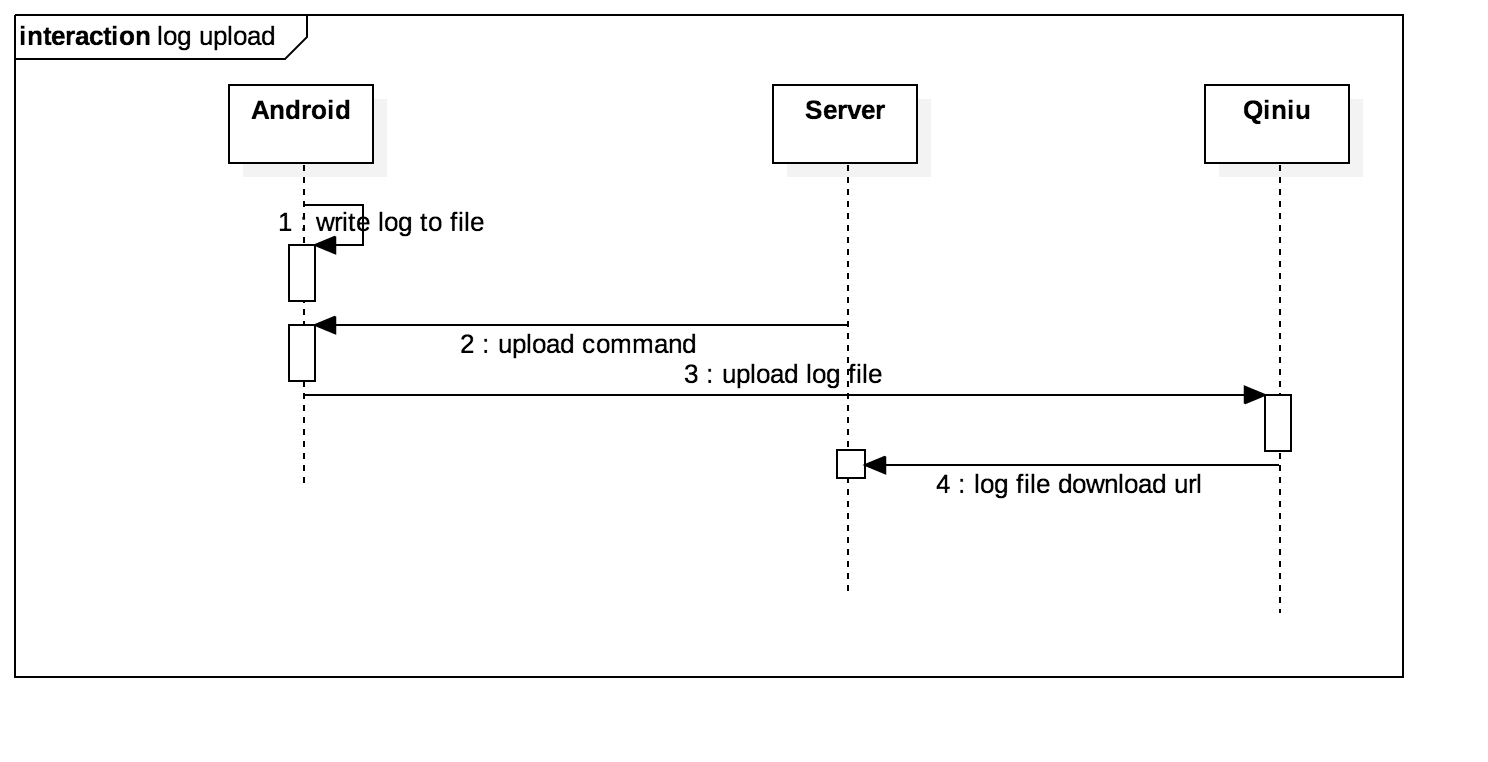 interaction log upload
Android
Server
Qiniu
1 : write log to file
2 : upload command
3 : upload log file
4 : log file download url